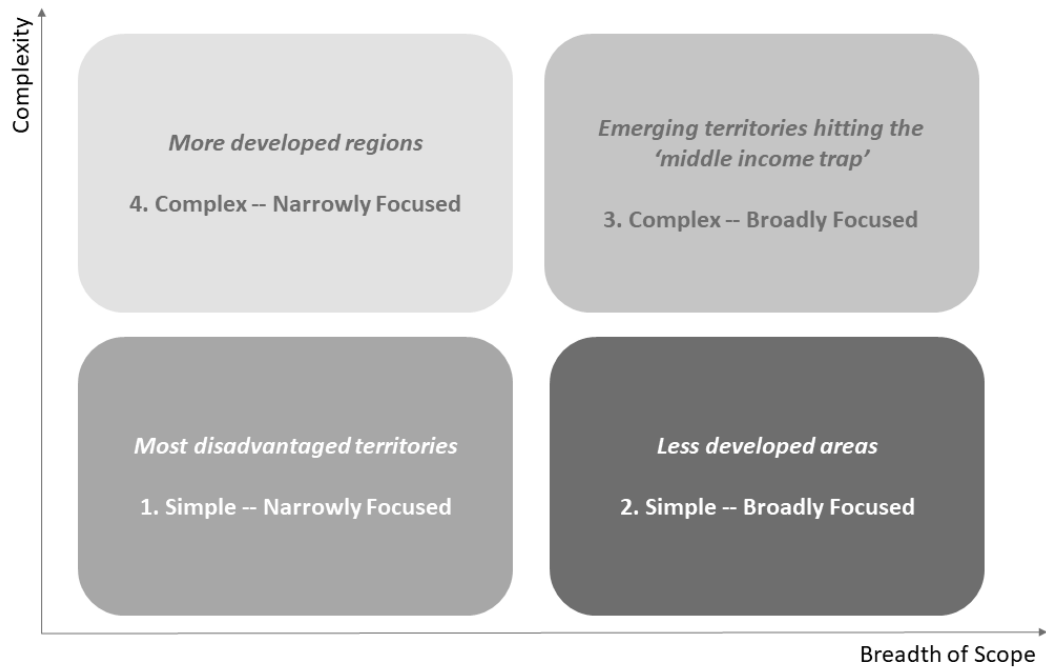 Complexity
More developed regions
4. Complex -- Narrowly Focused
Emerging territories hitting the
‘middle income trap’
3. Complex -- Broadly Focused
Most disadvantaged territories
1. Simple -- Narrowly Focused
Less developed areas
2. Simple -- Broadly Focused
Breadth of Scope